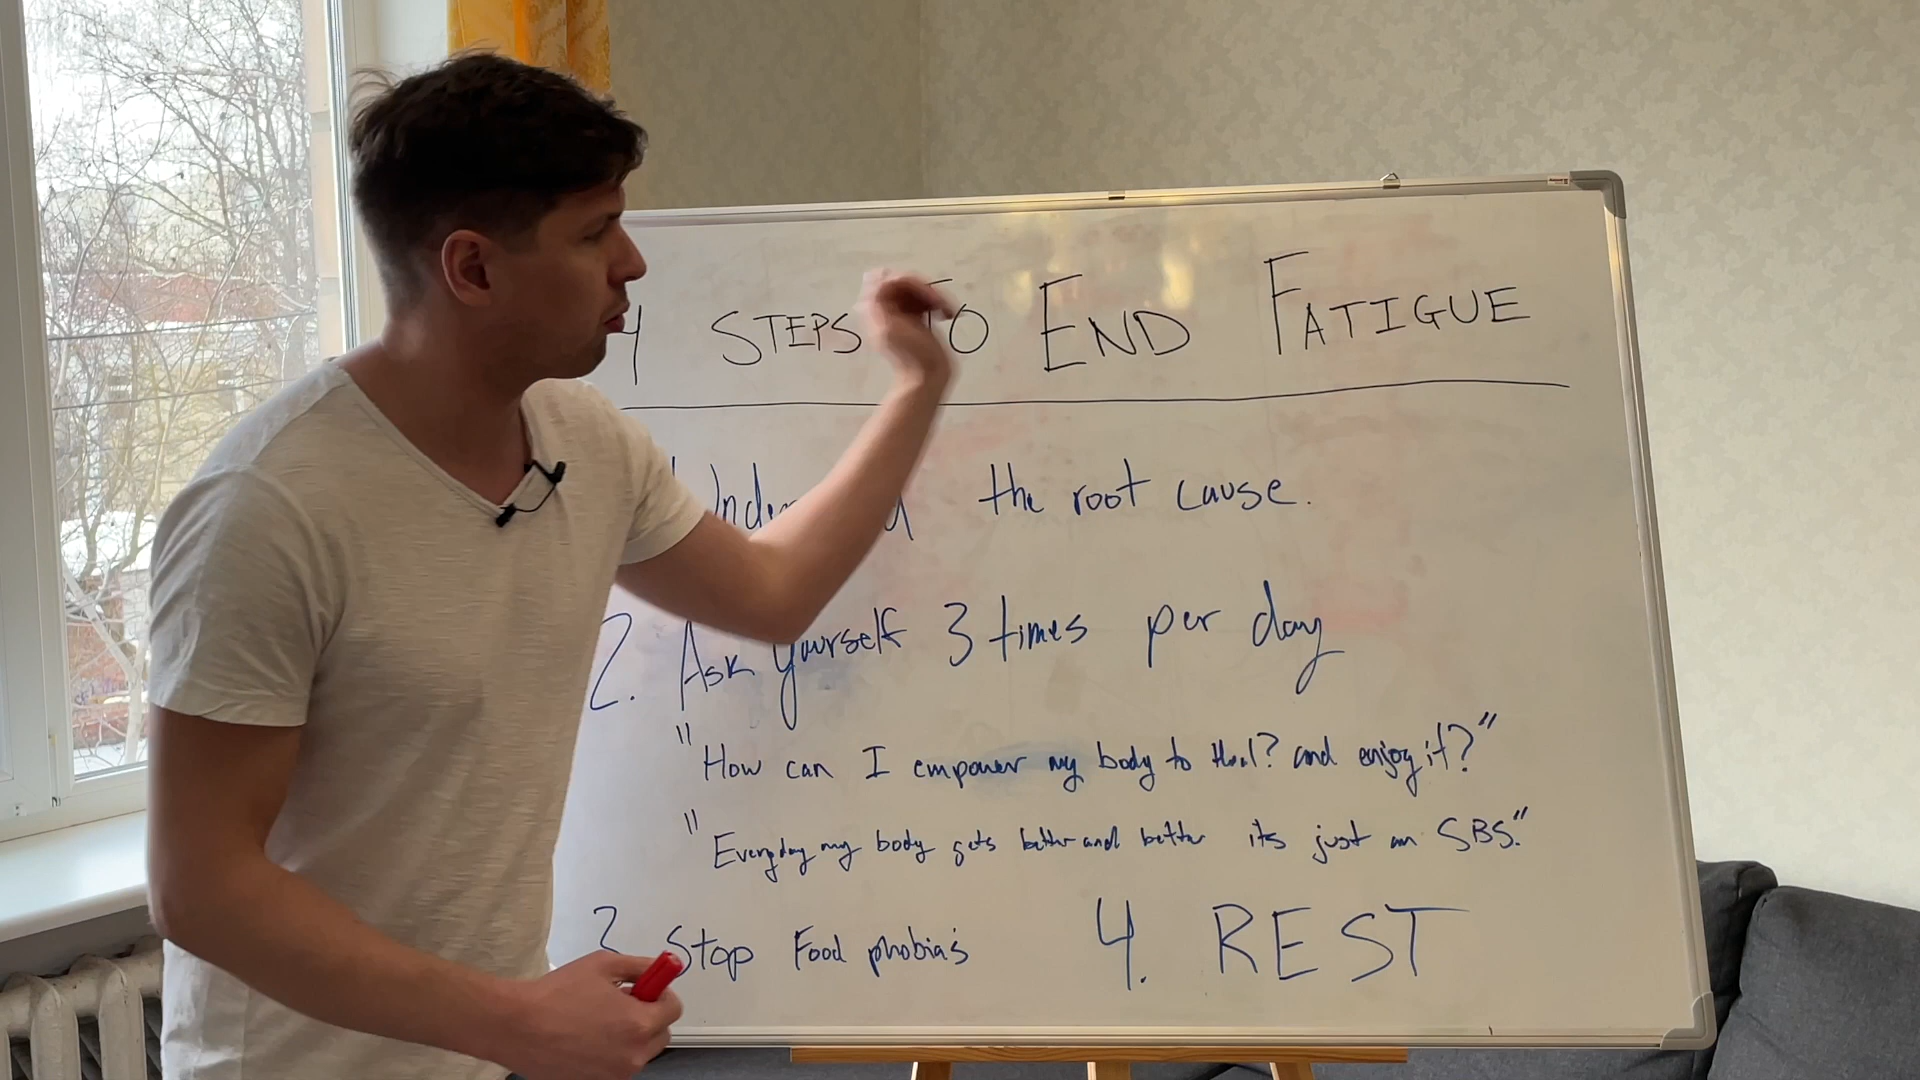 4 STEPS TO END FATIGUE
the root cause.
2. Ask Yourself 3 times per day
"How can I empower my body to heal? and enjoy it?"
"Everyday my body gets better and better its just an SBS."
3 Stop Food phobia's
4. REST